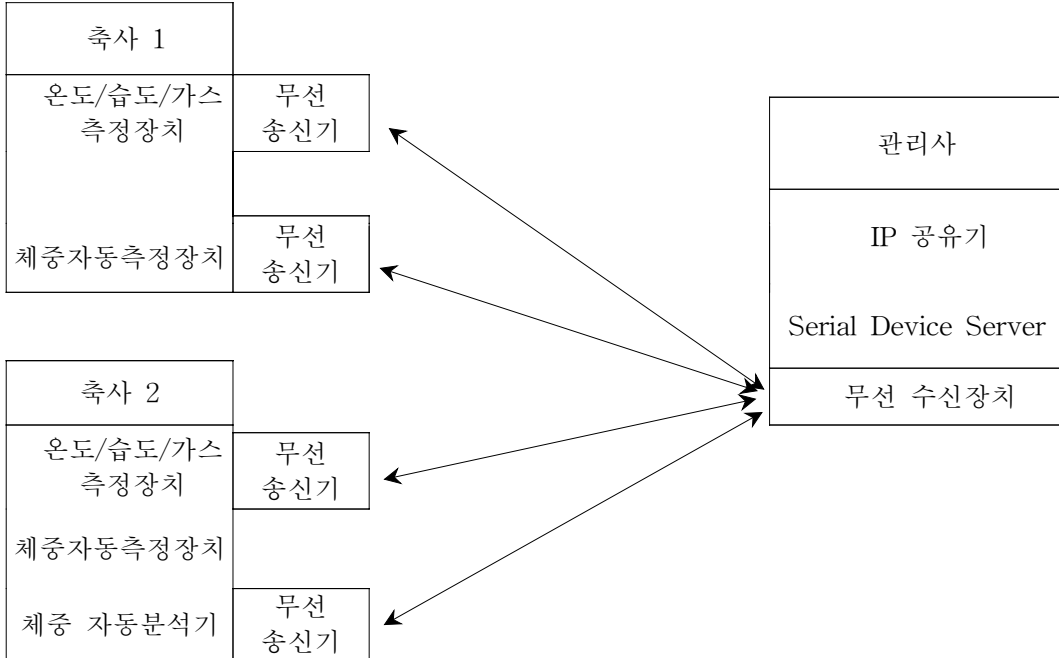 축사 1
온도/습도/가스
측정장치
무선
송신기
체중자동측정장치
무선
송신기
축사 2
온도/습도/가스
측정장치
무선
송신기
체중자동측정장치
체중 자동분석기
무선
송신기
관리사
IP 공유기
Serial Device Server
무선 수신장치